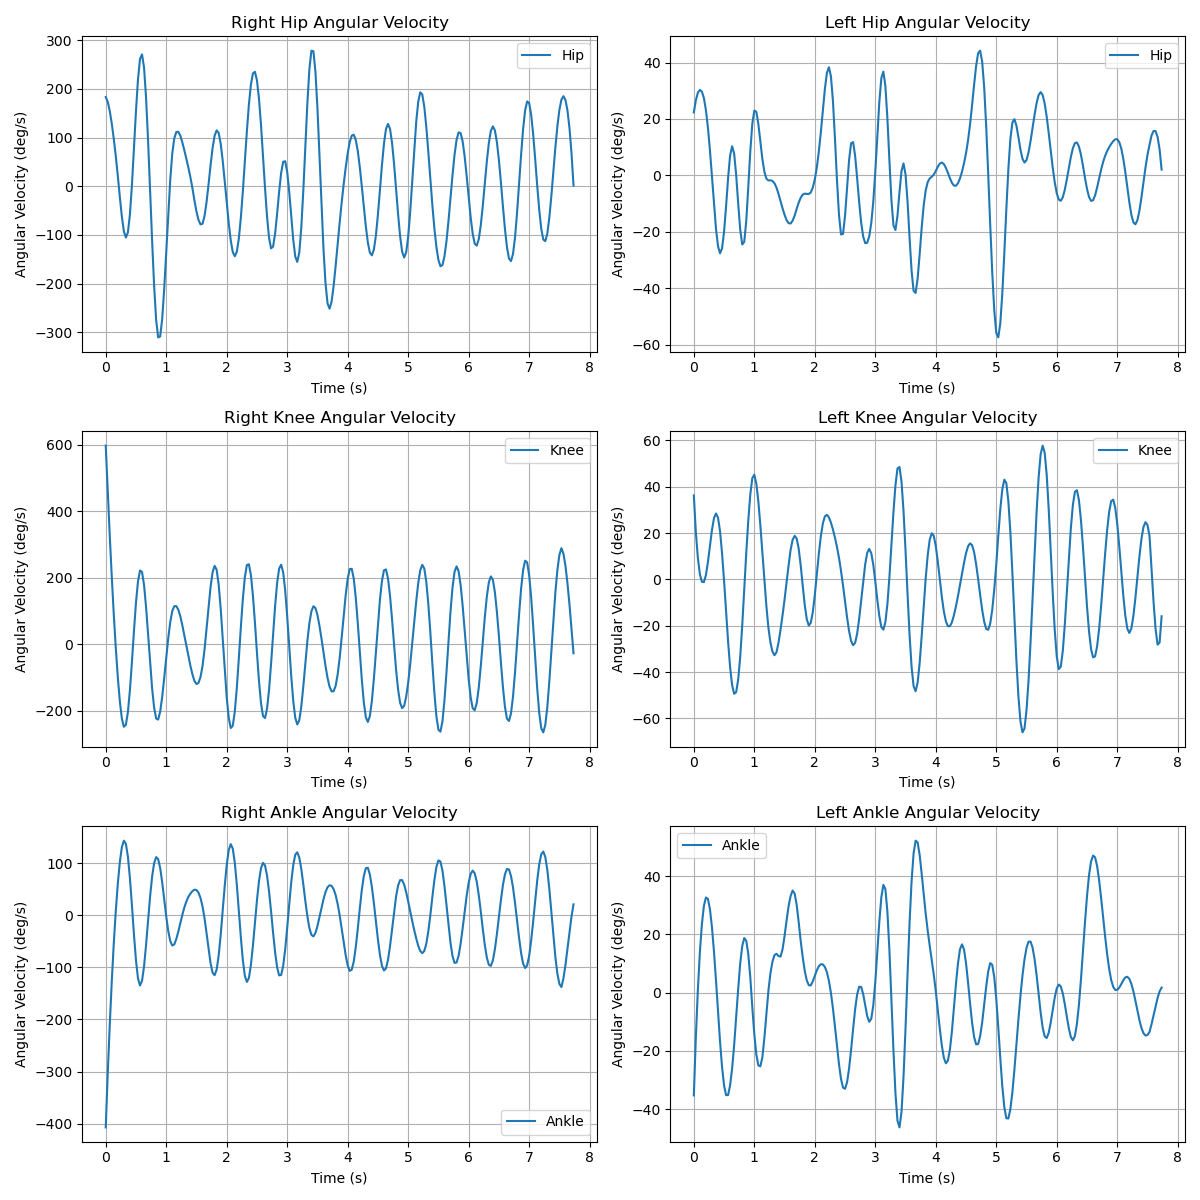 Right Hip Angular Velocity
Hip
Angular Velocity (deg/s)
300
200
100
0
−100
−200
−300
0 1 2 3 4 5 6 7 8
Time (s)
Left Hip Angular Velocity
Hip
Angular Velocity (deg/s)
40
20
0
−20
−40
−60
0 1 2 3 4 5 6 7 8
Time (s)
Right Knee Angular Velocity
Knee
Angular Velocity (deg/s)
600
400
200
0
−200
0 1 2 3 4 5 6 7 8
Time (s)
Left Knee Angular Velocity
Knee
Angular Velocity (deg/s)
60
40
20
0
−20
−40
−60
0 1 2 3 4 5 6 7 8
Time (s)
Right Ankle Angular Velocity
Angular Velocity (deg/s)
100
0
−100
−200
−300
−400
Ankle
0 1 2 3 4 5 6 7 8
Time (s)
Left Ankle Angular Velocity
Ankle
Angular Velocity (deg/s)
40
20
0
−20
−40
0 1 2 3 4 5 6 7 8
Time (s)